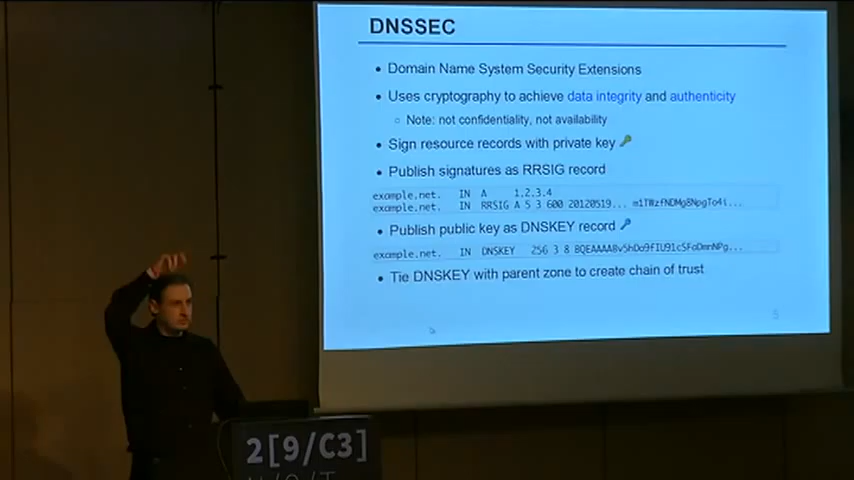 DNSSEC
• Domain Name System Security Extensions
• Uses cryptography to achieve data integrity and authenticity
○ Note: not confidentiality, not availability
• Sign resource records with private key
• Publish signatures as RRSIG record
example.net. IN A 1.2.3.4
example.net. IN RRSIG A 5 3 600 20120519...
• Publish public key as DNSKEY record
example.net. IN DNSKEY 256 3 8
• Tie DNSKEY with parent zone to create chain of trust
5
2[9/C3]